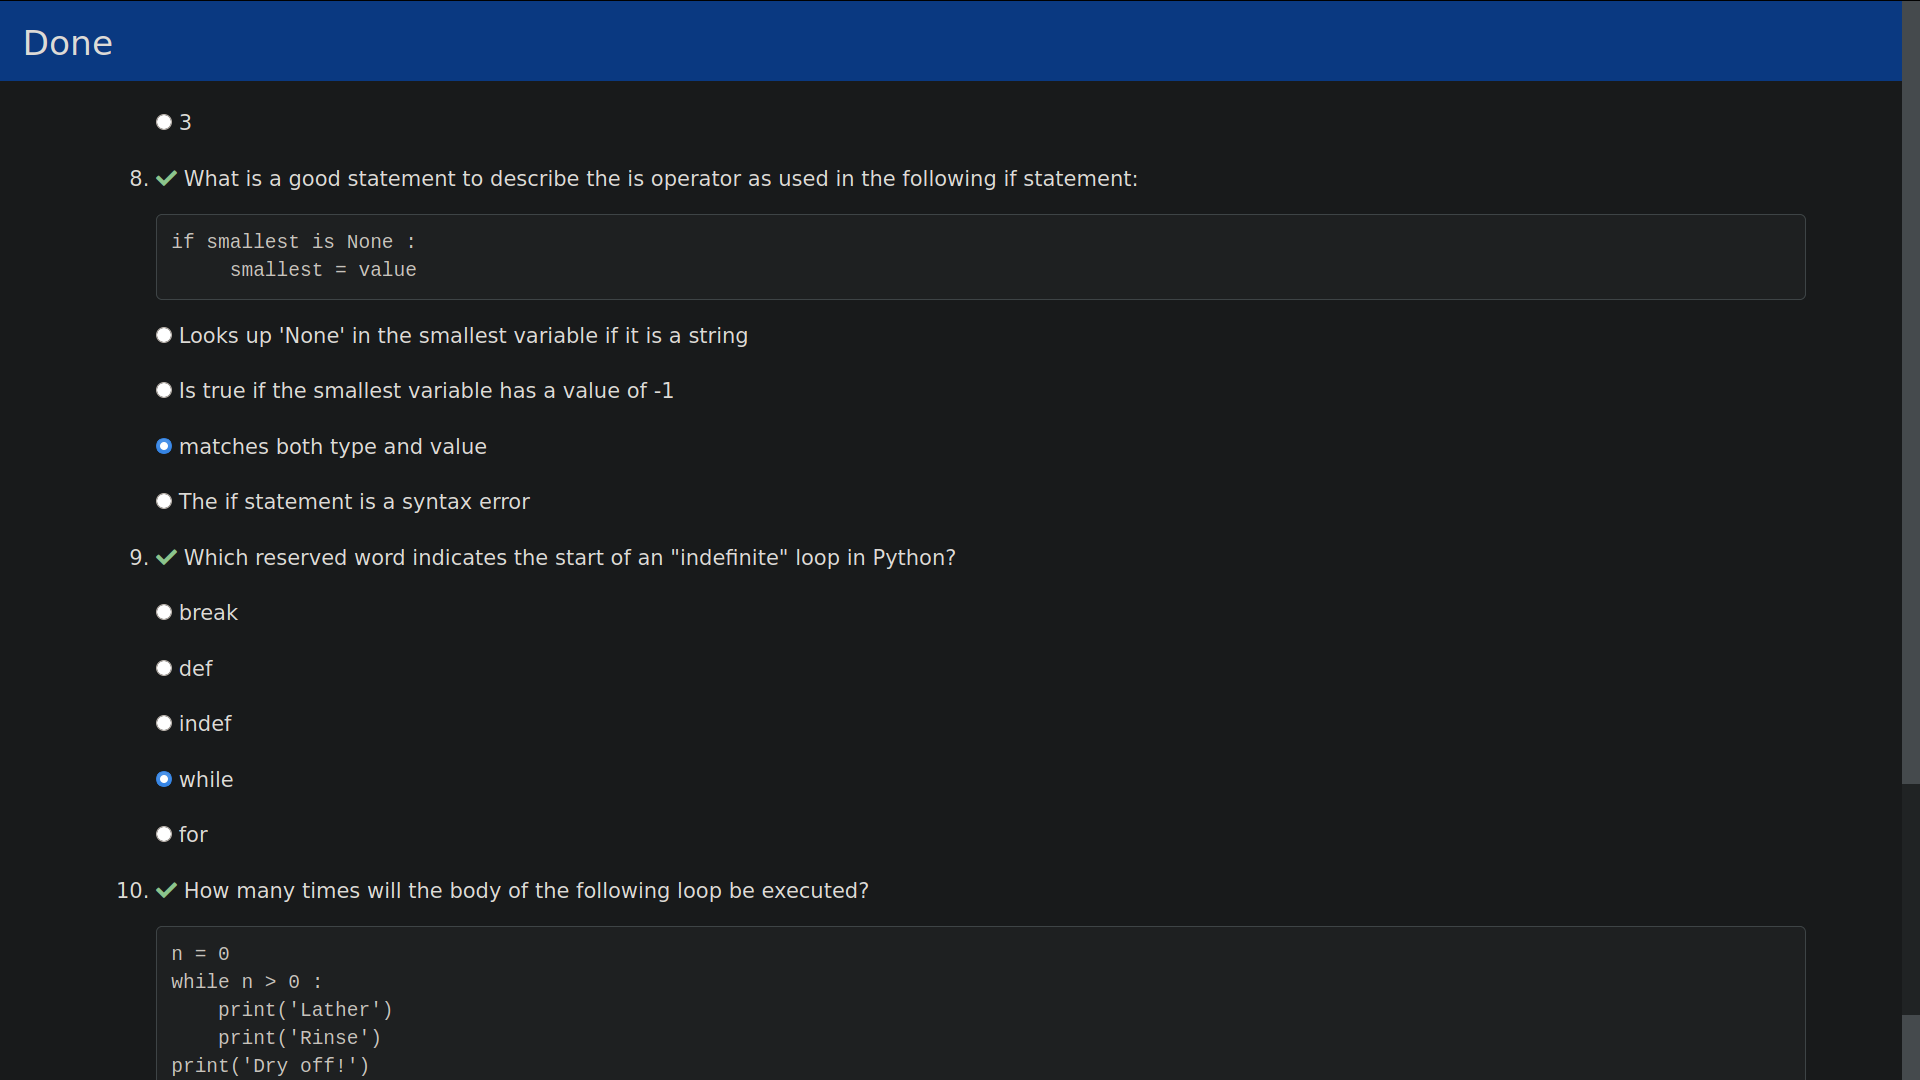 Done
3
8. What is a good statement to describe the is operator as used in the following if statement:
if smallest is None :
     smallest = value
Looks up 'None' in the smallest variable if it is a string
Is true if the smallest variable has a value of -1
matches both type and value
The if statement is a syntax error
9. Which reserved word indicates the start of an "indefinite" loop in Python?
break
def
indef
while
for
10. How many times will the body of the following loop be executed?
n = 0
while n > 0 :
    print('Lather')
    print('Rinse')
print('Dry off!')